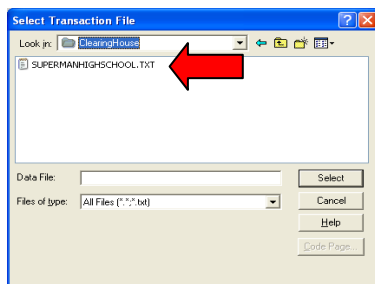 Select Transaction File
Look in: ClearingHouse
SUPERMANHIGHSCHOOL.TXT
Data File: Select
Files of type: All Files (*.*;*.txt) Cancel
Help
Code Page...